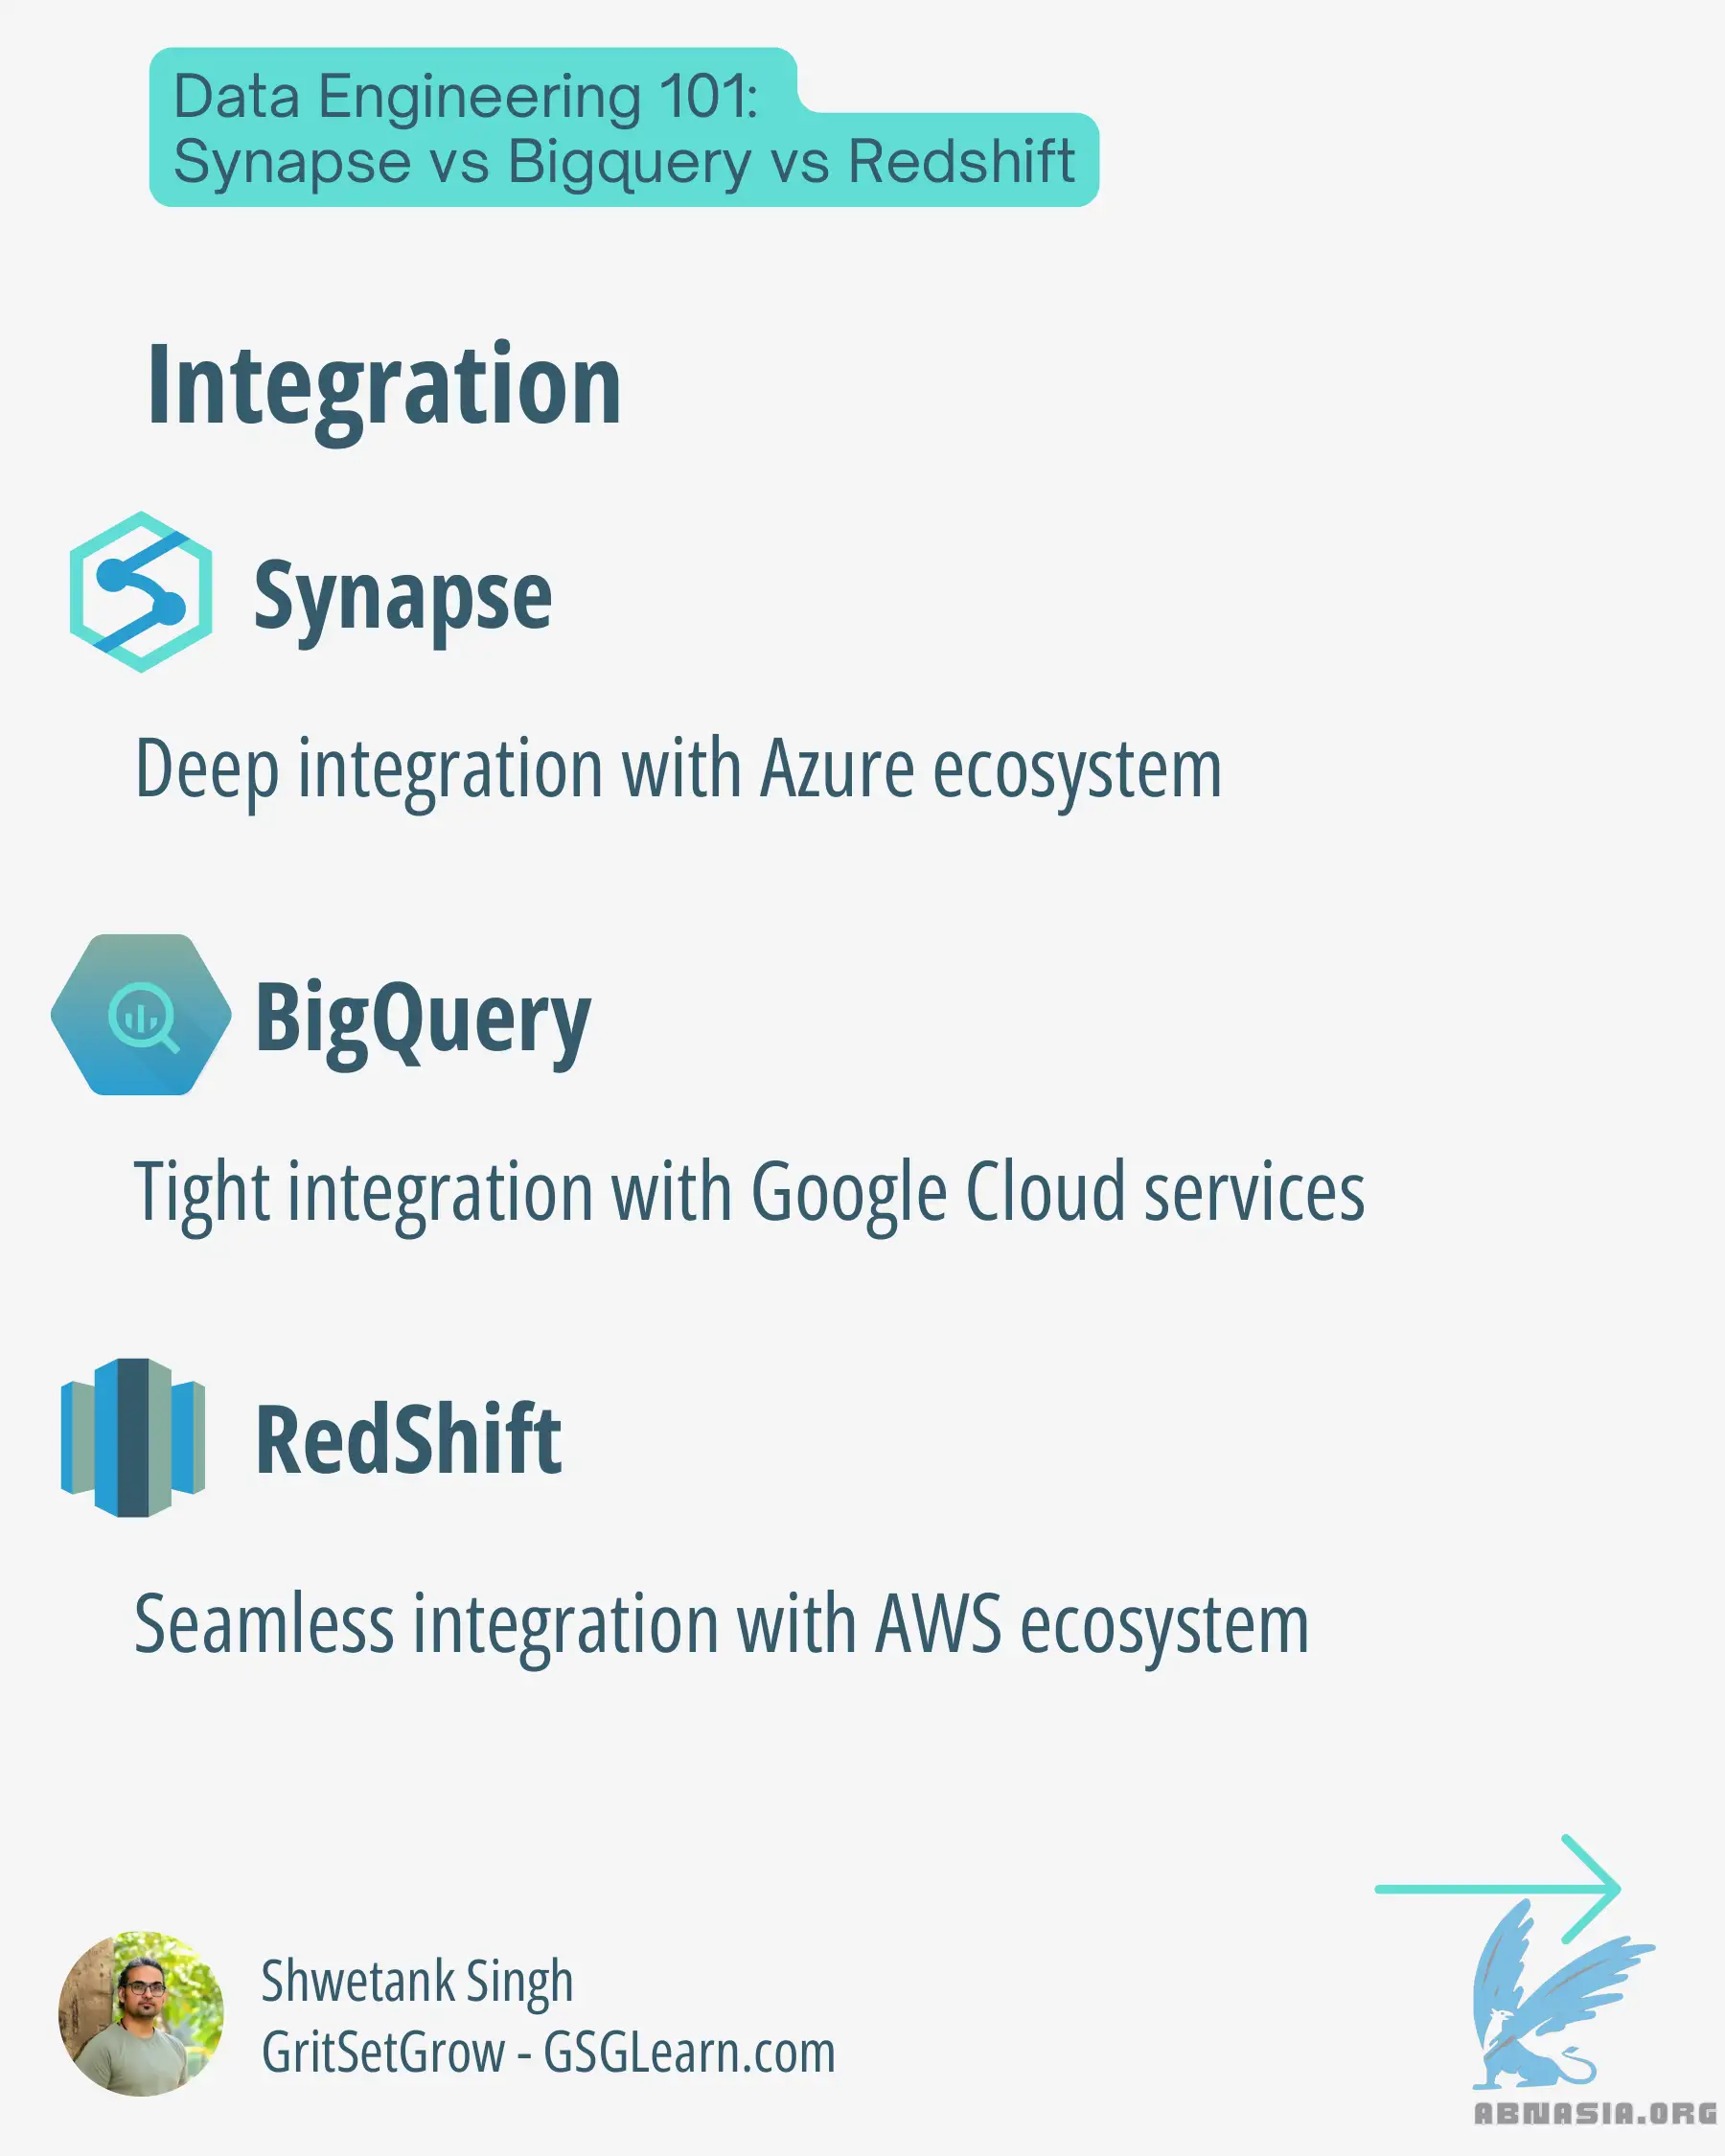 Data Engineering 101:
Synapse vs Bigquery vs Redshift
Integration
Synapse
Deep integration with Azure ecosystem
BigQuery
Tight integration with Google Cloud services
RedShift
Seamless integration with AWS ecosystem
Shwetank Singh
GritSetGrow - GSGLearn.com
ABNASIA.ORG